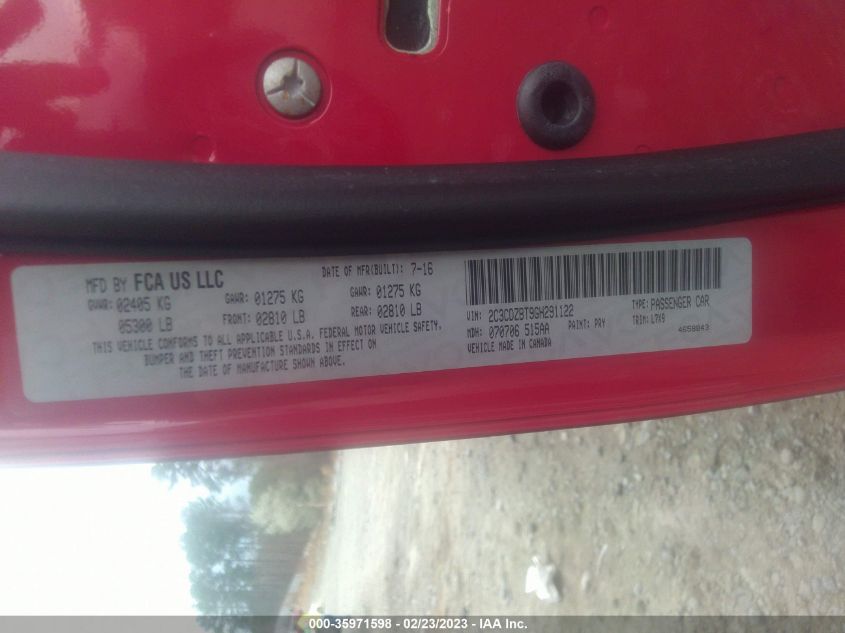 MFD BY FCA US LLC
DATE OF MFR(BUILT): 7-16
GVWR: 02405 KG
GAWR: 01275 KG
GAWR: 01275 KG
05300 LB
FRONT: 02810 LB
REAR: 02810 LB
THIS VEHICLE CONFORMS TO ALL APPLICABLE U.S.A. FEDERAL MOTOR VEHICLE SAFETY,
BUMPER AND THEFT PREVENTION STANDARDS IN EFFECT ON
THE DATE OF MANUFACTURE SHOWN ABOVE.
VIN: 2C3CDZBT9GH291122
TYPE: PASSENGER CAR
MDH: 070706 515AA
PAINT: PRY
TRIM: L7X9
VEHICLE MADE IN CANADA
4658843
000-35971598 - 02/23/2023 - IAA Inc.